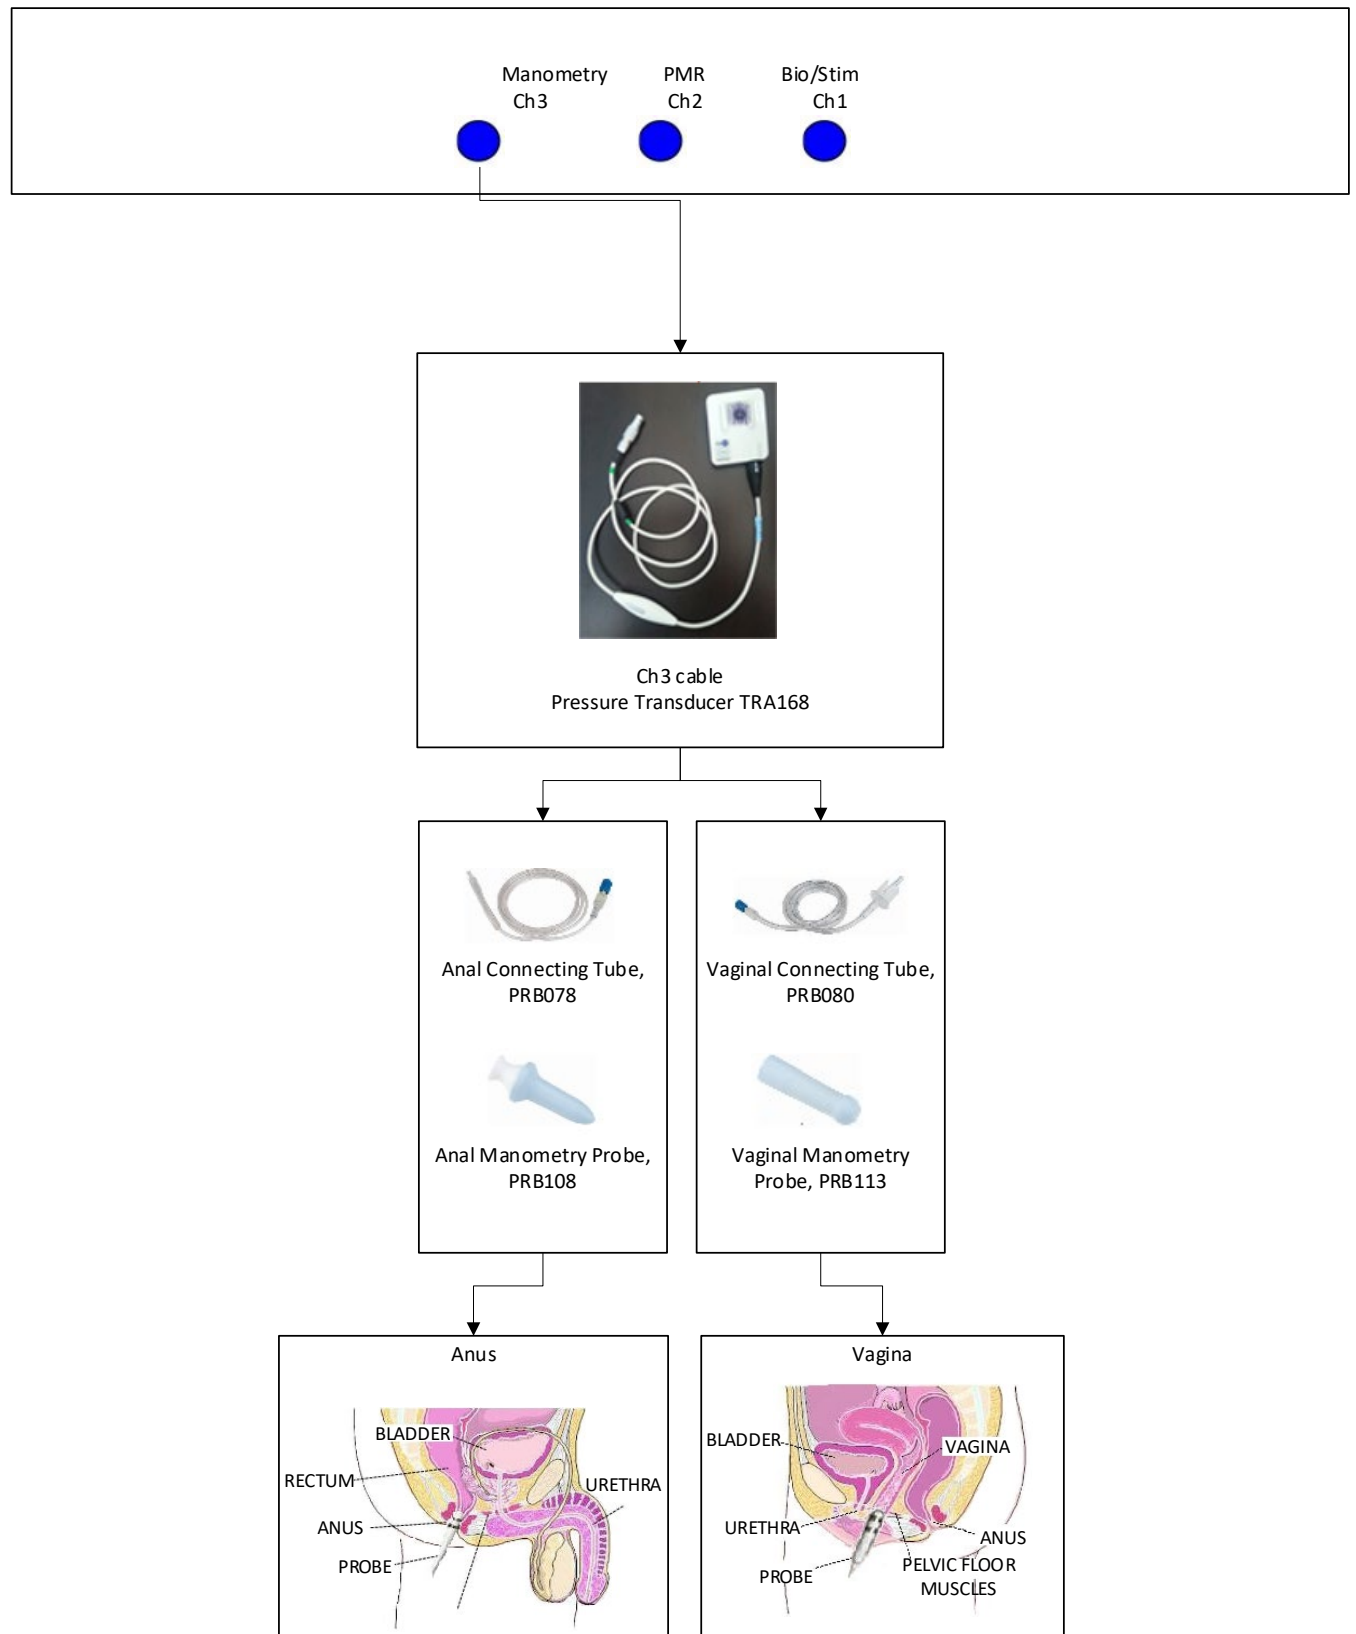 Manometry PMR Bio/Stim
Ch3 Ch2 Ch1
Ch3 cable
Pressure Transducer TRA168
Anal Connecting Tube,
PRB078
Vaginal Connecting Tube,
PRB080
Anal Manometry Probe,
PRB108
Vaginal Manometry
Probe, PRB113
Anus
BLADDER
RECTUM
URETHRA
ANUS
PROBE
Vagina
BLADDER
VAGINA
URETHRA
ANUS
PROBE
PELVIC FLOOR
MUSCLES